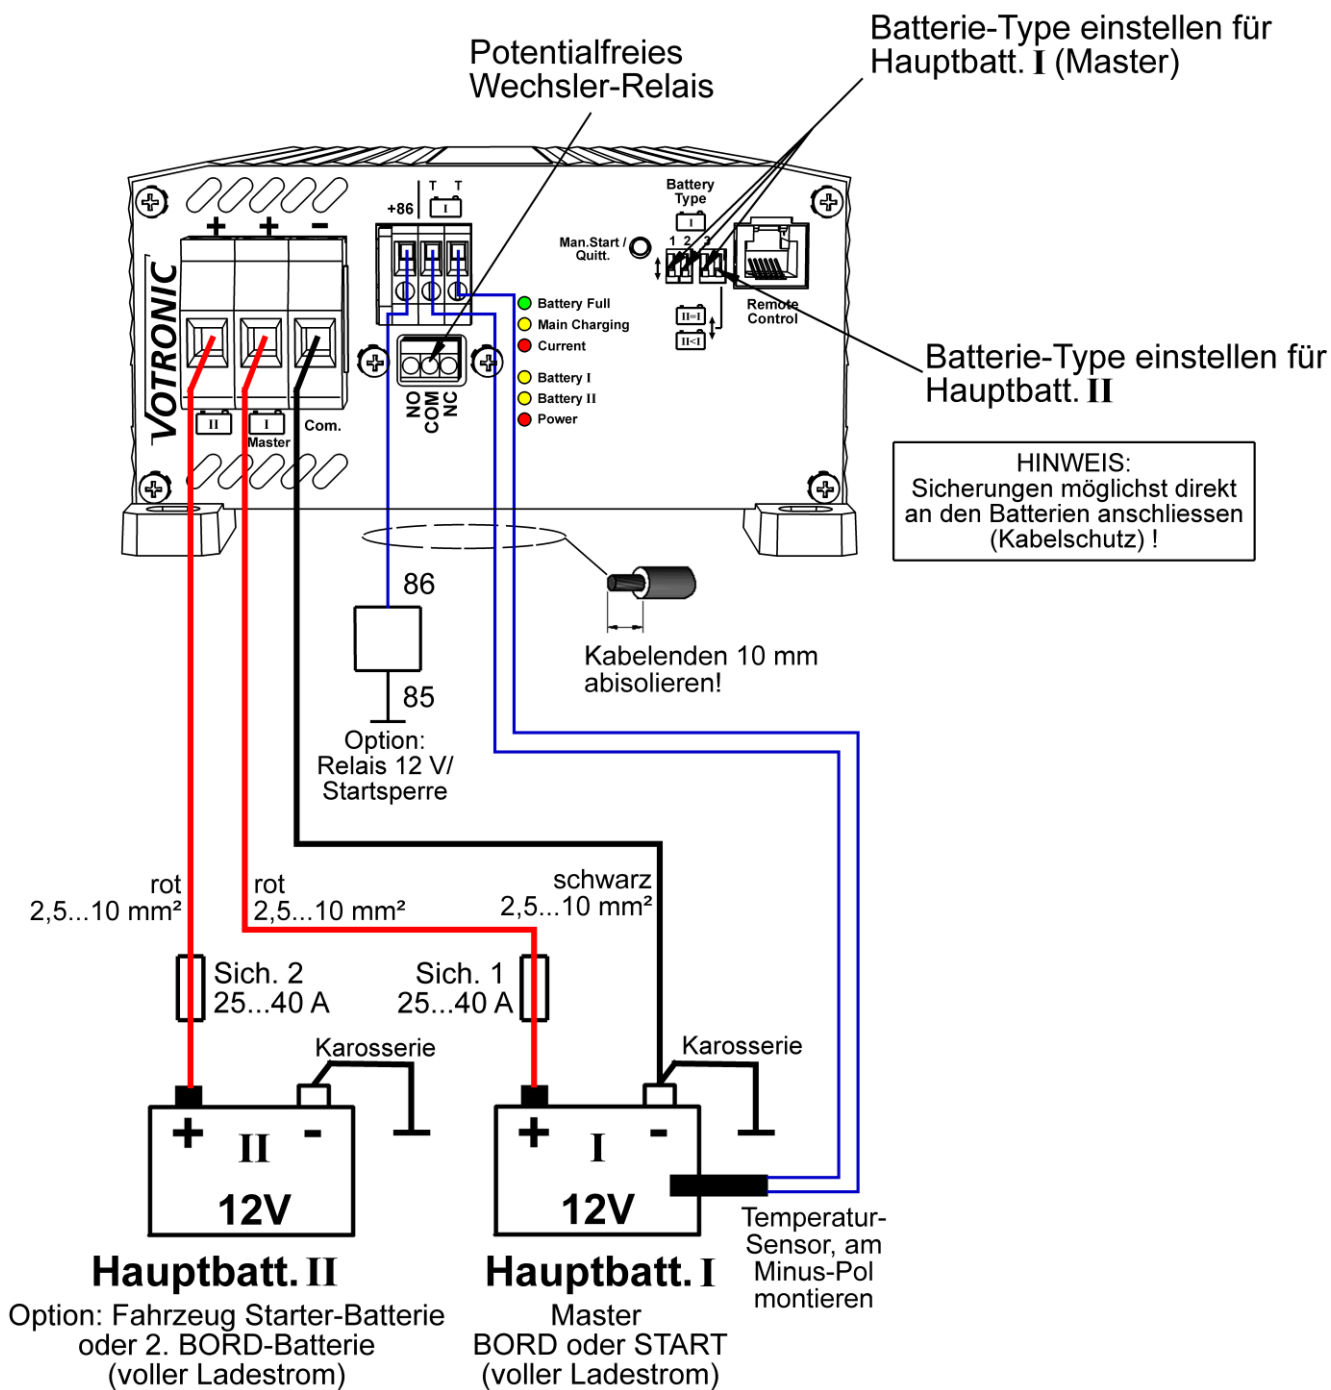 Potentialfreies
Wechsler-Relais
Batterie-Type einstellen für
Hauptbatt. I (Master)
VOTRONIC
+ + -
+86
T T
I
Battery
Type
I
1 2 3
Man.Start /
Quitt.
Remote
Control
II=I
II<I
Battery Full
Main Charging
Current
Battery I
Battery II
Power
NO
COM
NC
II
I
Master
Com.
Batterie-Type einstellen für
Hauptbatt. II
HINWEIS:
Sicherungen möglichst direkt
an den Batterien anschliessen
(Kabelschutz) !
86
85
Option:
Relais 12 V/
Startsperre
Kabelenden 10 mm
abisolieren!
rot
2,5...10 mm²
rot
2,5...10 mm²
schwarz
2,5...10 mm²
Sich. 2
25...40 A
Sich. 1
25...40 A
Karosserie
Karosserie
+ II -
12V
+ I -
12V
Temperatur-
Sensor, am
Minus-Pol
montieren
Hauptbatt. II
Option: Fahrzeug Starter-Batterie
oder 2. BORD-Batterie
(voller Ladestrom)
Hauptbatt. I
Master
BORD oder START
(voller Ladestrom)